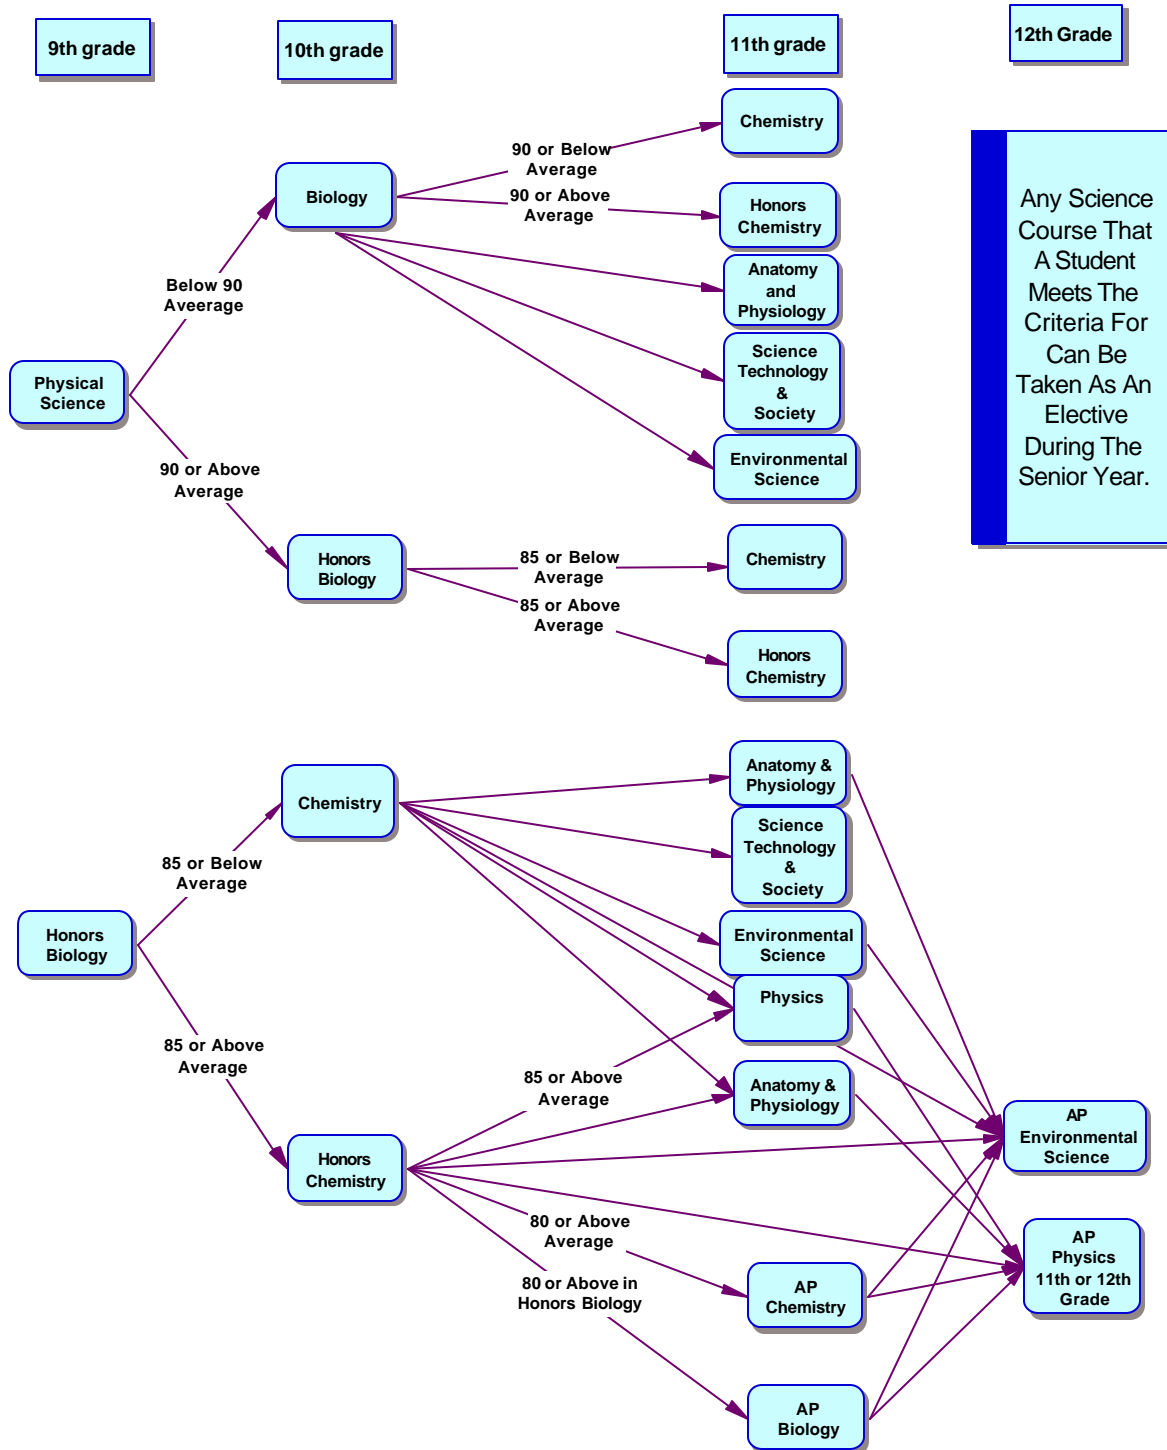 9th grade
10th grade
11th grade
12th Grade
Chemistry
90 or Below
Average
Biology
90 or Above
Average
Honors
Chemistry
Any Science
Course That
A Student
Meets The
Criteria For
Can Be
Taken As An
Elective
During The
Senior Year.
Anatomy
and
Physiology
Below 90
Aveerage
Science
Technology
&
Society
Physical
Science
Environmental
Science
90 or Above
Average
Honors
Biology
85 or Below
Average
Chemistry
85 or Above
Average
Honors
Chemistry
Anatomy &
Physiology
Chemistry
Science
Technology
&
Society
85 or Below
Average
Honors
Biology
Environmental
Science
Physics
85 or Above
Average
85 or Above
Average
Anatomy &
Physiology
AP
Environmental
Science
Honors
Chemistry
80 or Above
Average
AP
Physics
11th or 12th
Grade
80 or Above in
Honors Biology
AP
Chemistry
AP
Biology